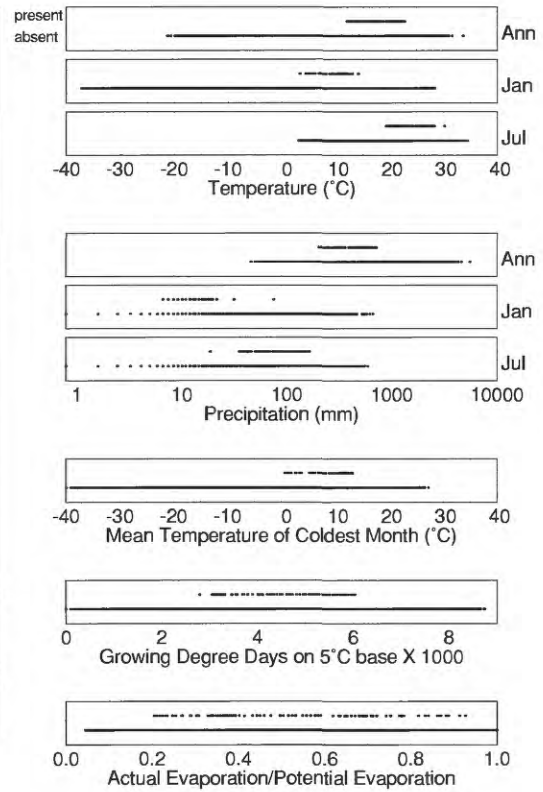 present
absent
Ann
Jan
Jul
-40 -30 -20 -10 0 10 20 30 40
Temperature (°C)
Ann
Jan
Jul
1 10 100 1000 10000
Precipitation (mm)
-40 -30 -20 -10 0 10 20 30 40
Mean Temperature of Coldest Month (°C)
0 2 4 6 8
Growing Degree Days on 5°C base X 1000
0.0 0.2 0.4 0.6 0.8 1.0
Actual Evaporation/Potential Evaporation